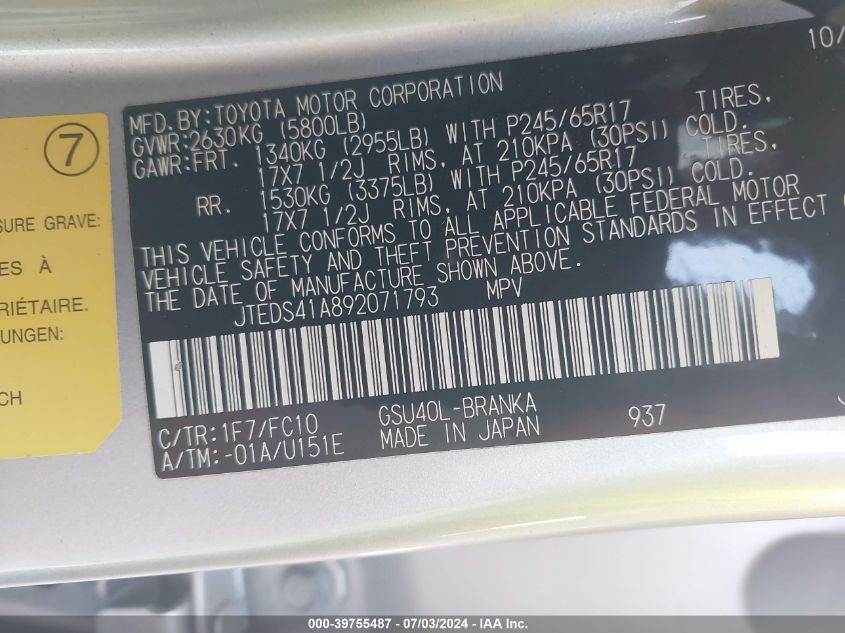 7
SURE GRAVE:
ES À
PRIÉTAIRE.
UNGEN:
CH
10/
MFD. BY: TOYOTA MOTOR CORPORATION
GVWR: 2630KG (5800LB)
GAWR: FRT. 1340KG (2955LB) WITH P245/65R17 TIRES,
17X7 1/2J RIMS, AT 210KPA (30PSI) COLD.
RR. 1530KG (3375LB) WITH P245/65R17 TIRES,
17X7 1/2J RIMS, AT 210KPA (30PSI) COLD.
THIS VEHICLE CONFORMS TO ALL APPLICABLE FEDERAL MOTOR
VEHICLE SAFETY AND THEFT PREVENTION STANDARDS IN EFFECT
THE DATE OF MANUFACTURE SHOWN ABOVE.
JTEDS41A892071793 MPV
C/TR: 1F7/FC10 GSU40L-BRANKA 937
A/TM: -01A/U151E MADE IN JAPAN
000-39755487 - 07/03/2024 - IAA Inc.